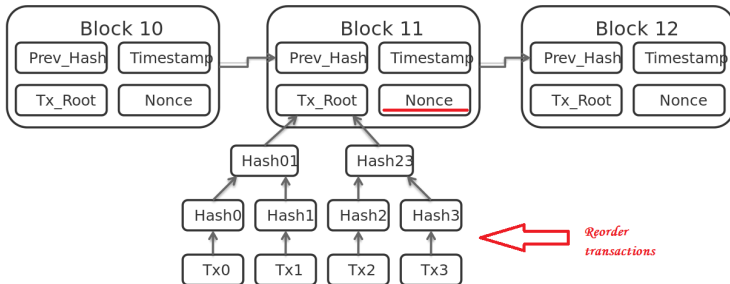 Block 10
Block 11
Block 12
Prev_Hash Timestamp
Prev_Hash Timestamp
Prev_Hash Timestamp
Tx_Root Nonce
Tx_Root Nonce
Tx_Root Nonce
Hash01 Hash23
Hash0 Hash1 Hash2 Hash3
Reorder
transactions
Tx0 Tx1 Tx2 Tx3